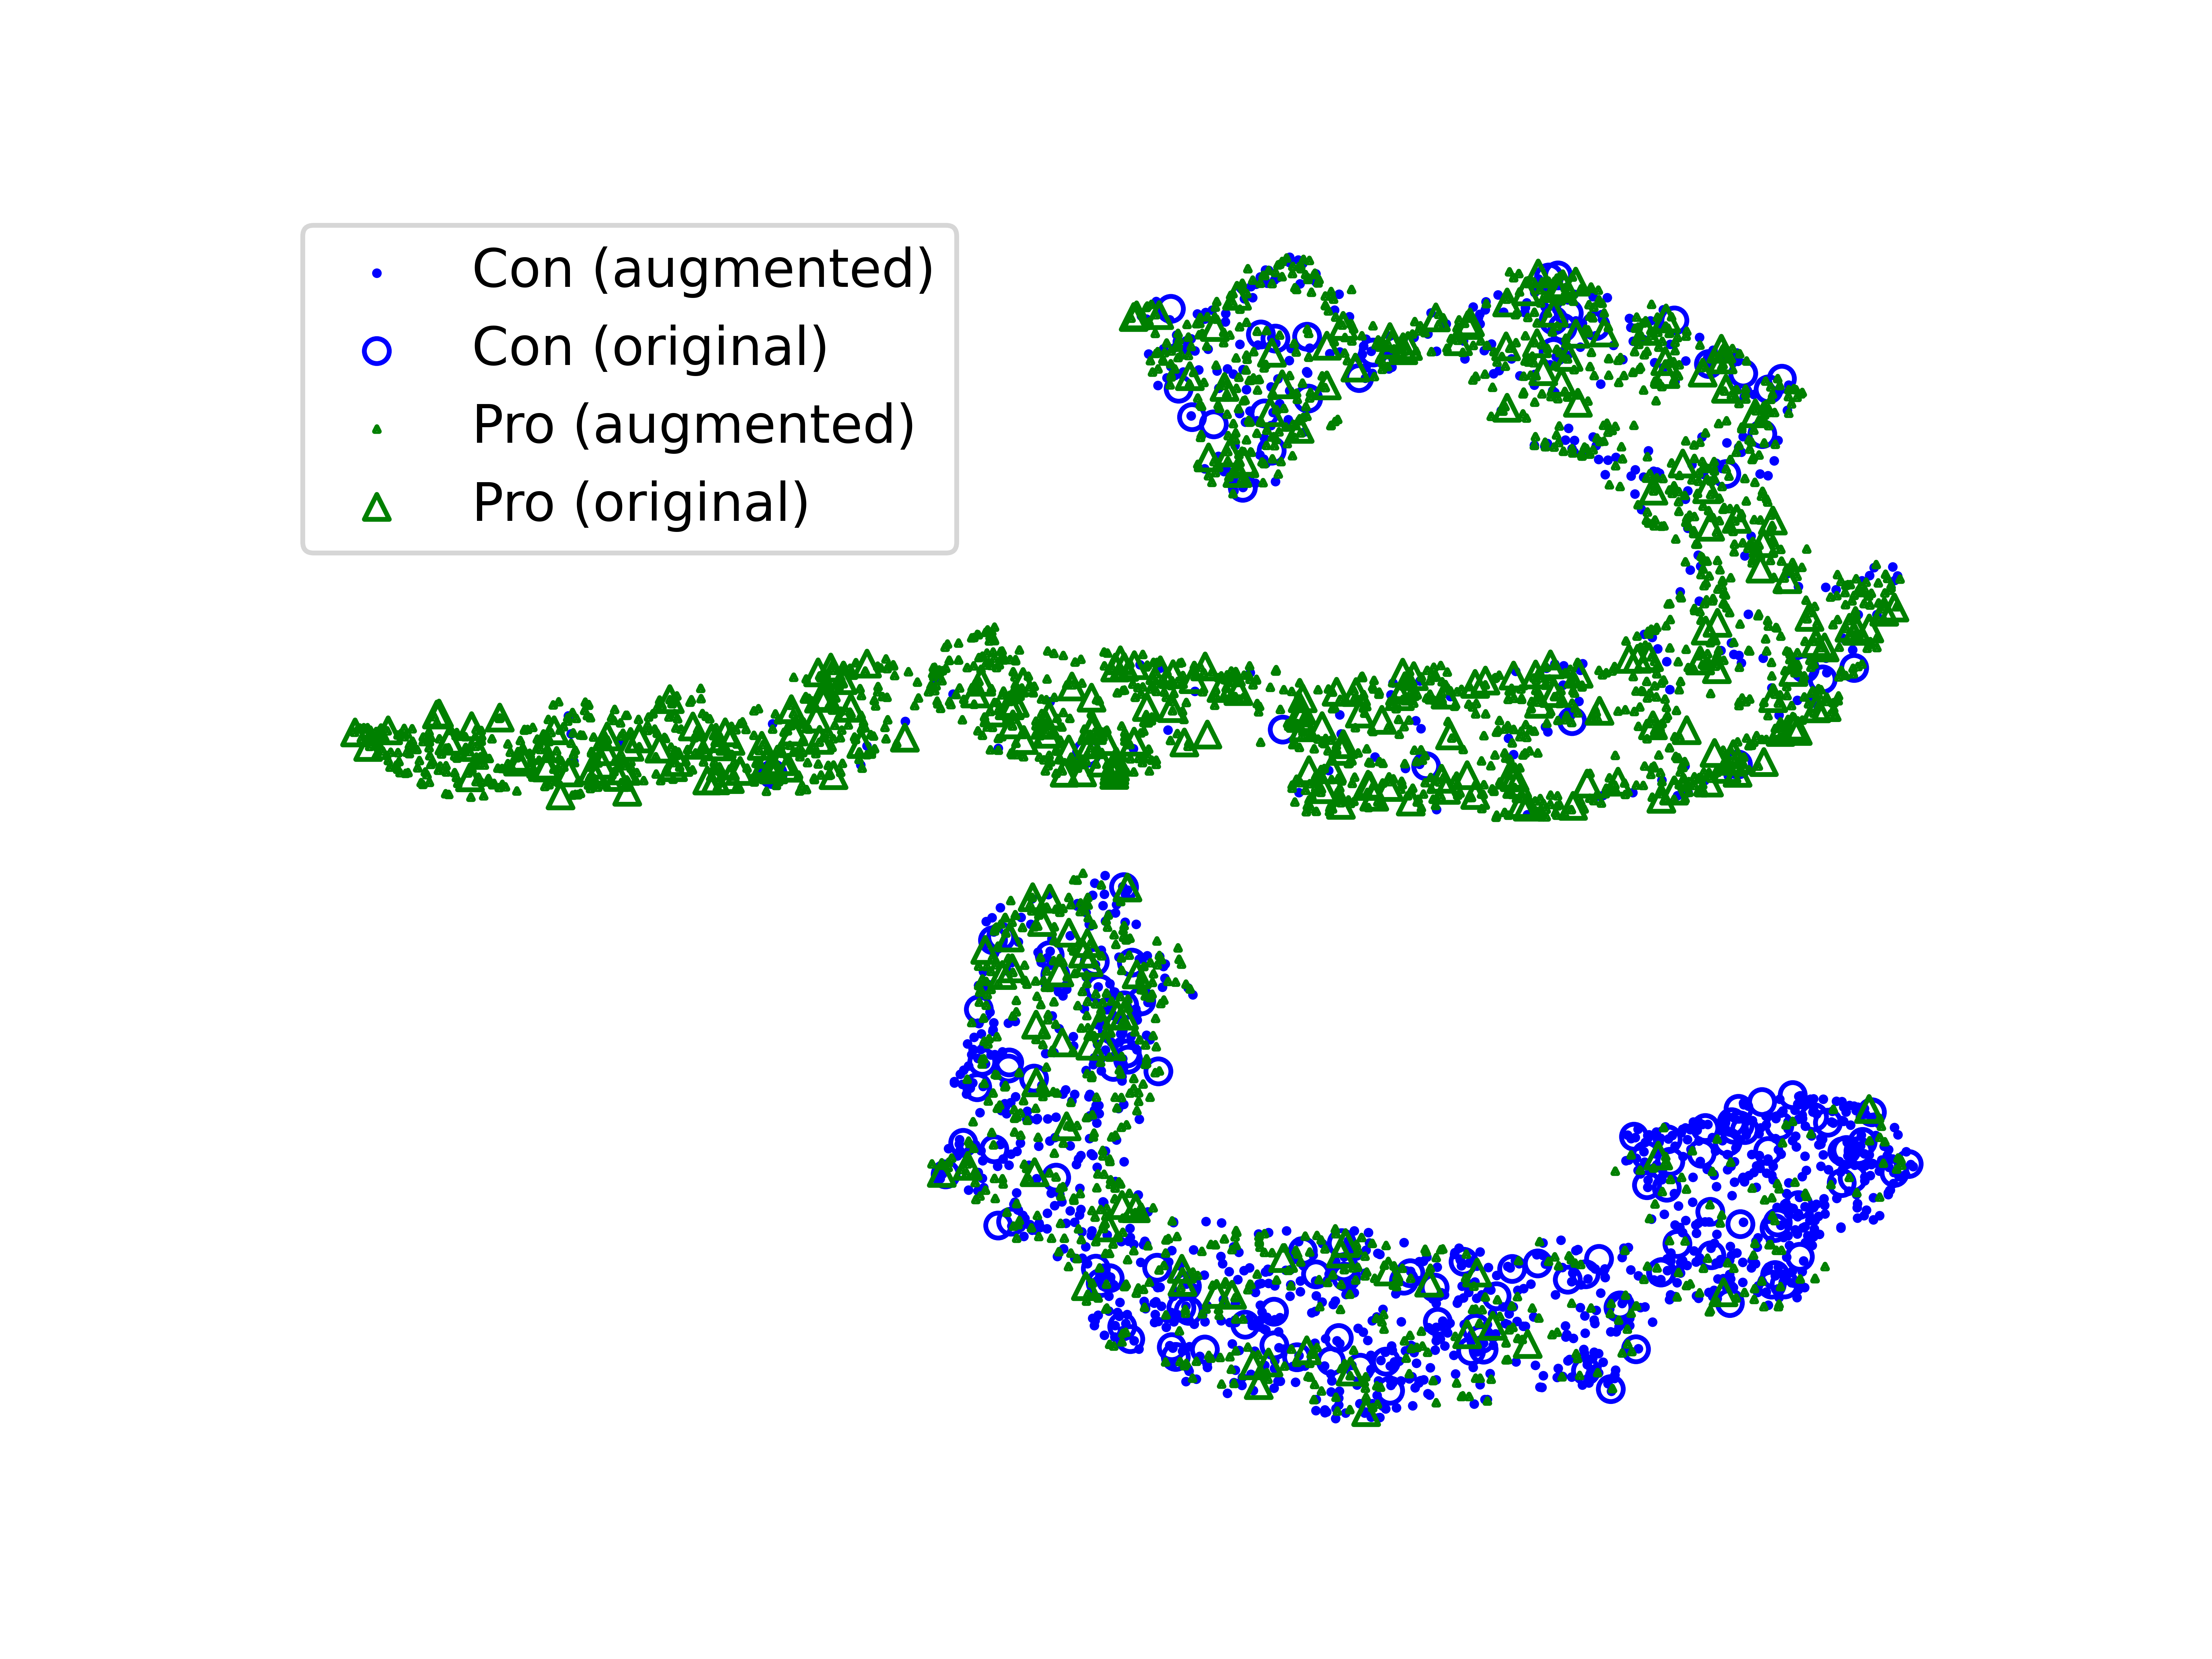 Con (augmented)
Con (original)
Pro (augmented)
Pro (original)